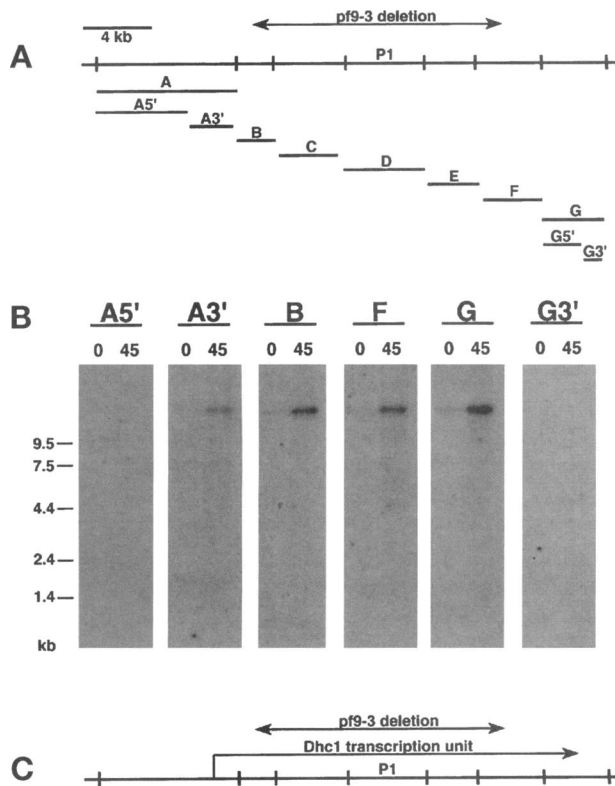 pf9-3 deletion
4 kb
A
P1
A
A5'
A3'
B
C
D
E
F
G
G5'
G3'
B
A5' A3' B F G G3'
0 45 0 45 0 45 0 45 0 45 0 45
9.5
7.5
4.4
2.4
1.4
kb
pf9-3 deletion
Dhc1 transcription unit
C
P1